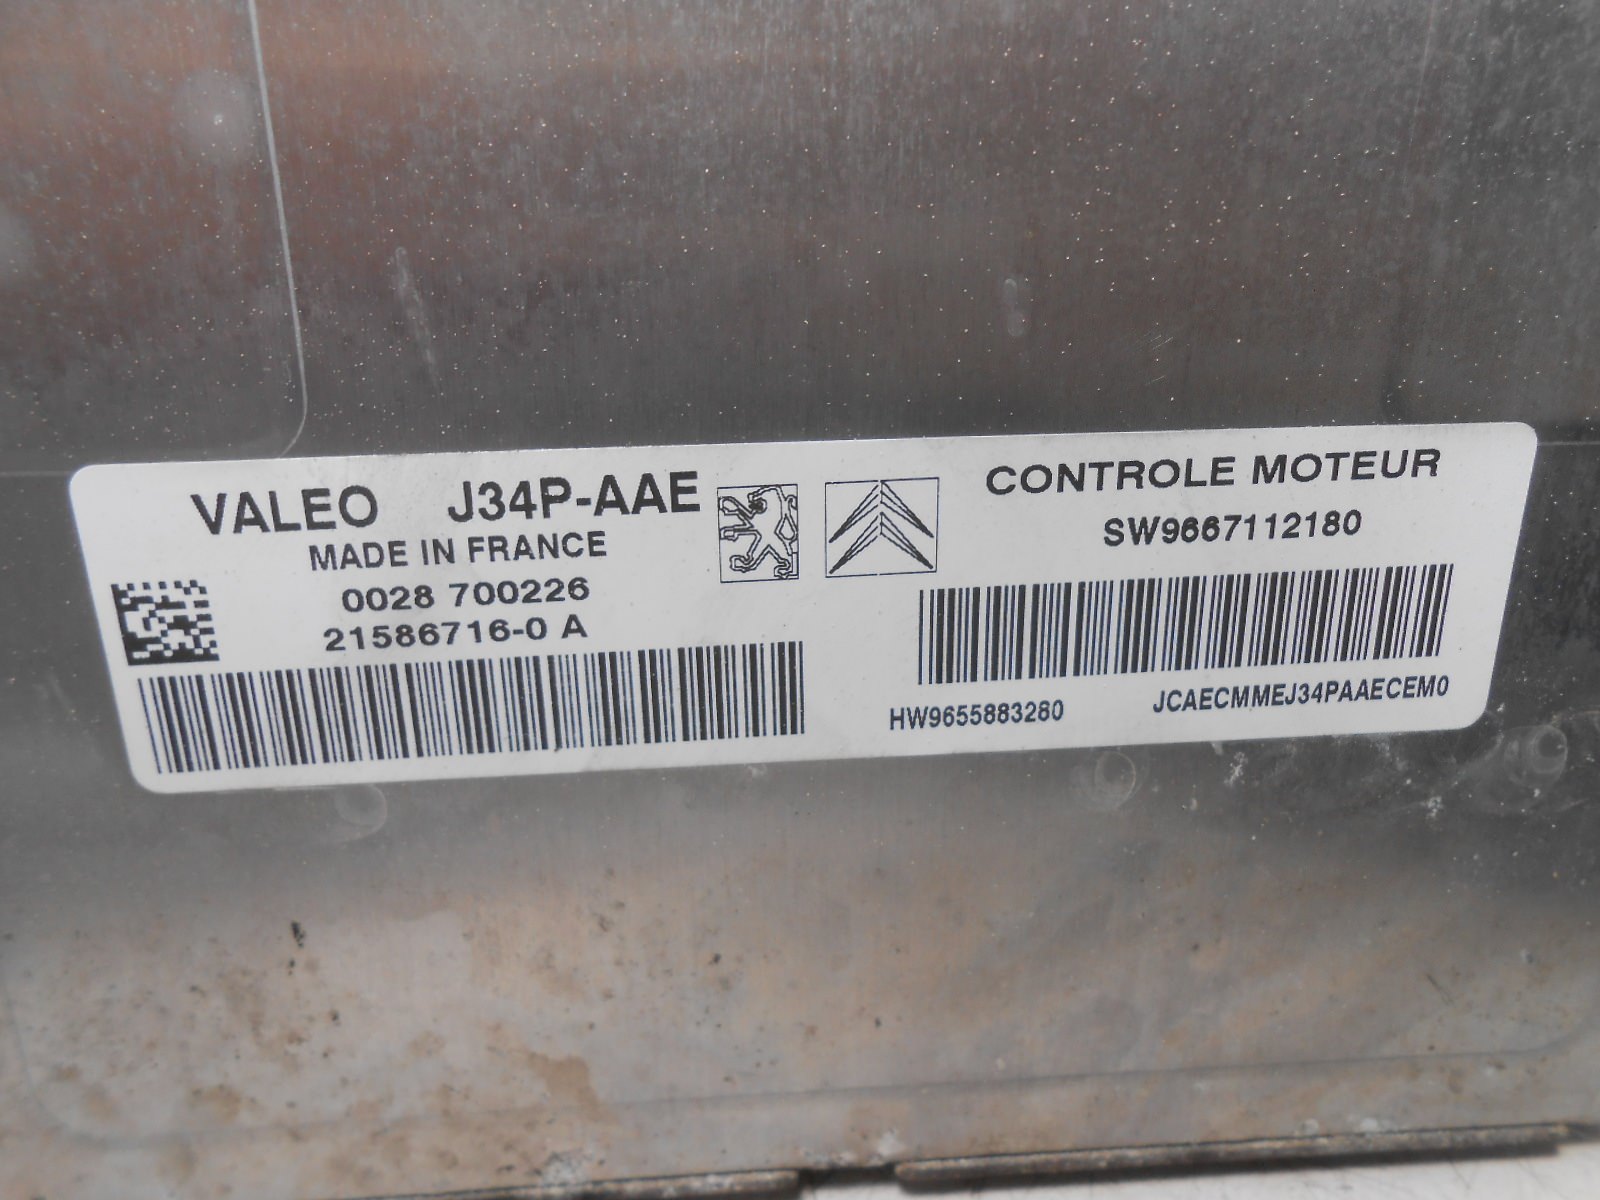 VALEO J34P-AAE
MADE IN FRANCE
0028 700226
21586716-0 A
CONTROLE MOTEUR
SW9667112180
HW9655883280 JCAECMMEJ34PAAECEM0